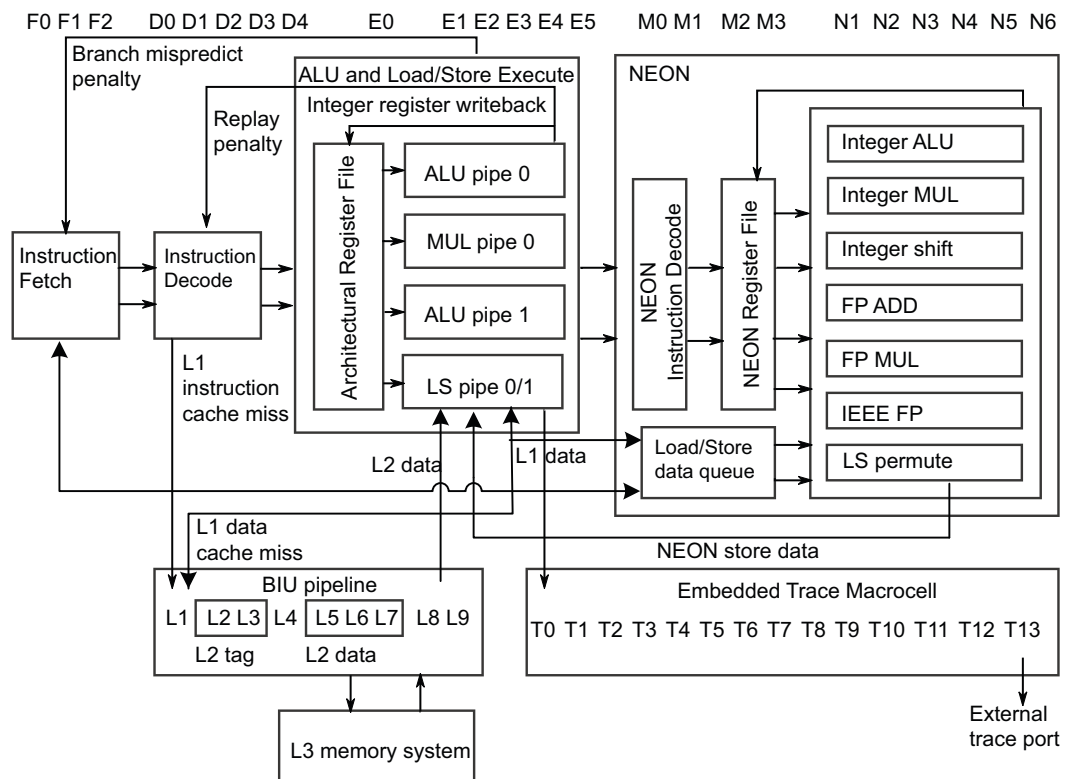 F0 F1 F2 D0 D1 D2 D3 D4 E0 E1 E2 E3 E4 E5 M0 M1 M2 M3 N1 N2 N3 N4 N5 N6
Branch mispredict
penalty
ALU and Load/Store Execute
NEON
Replay
penalty
Integer register writeback
Instruction
Fetch
Instruction
Decode
Architectural Register File
ALU pipe 0
MUL pipe 0
ALU pipe 1
LS pipe 0/1
NEON
Instruction Decode
NEON Register File
Integer ALU
Integer MUL
Integer shift
FP ADD
FP MUL
IEEE FP
LS permute
Load/Store
data queue
L1
instruction
cache miss
L2 data
L1 data
L1 data
cache miss
NEON store data
BIU pipeline
L1 L2 L3 L4 L5 L6 L7 L8 L9
L2 tag
L2 data
Embedded Trace Macrocell
T0 T1 T2 T3 T4 T5 T6 T7 T8 T9 T10 T11 T12 T13
L3 memory system
External
trace port